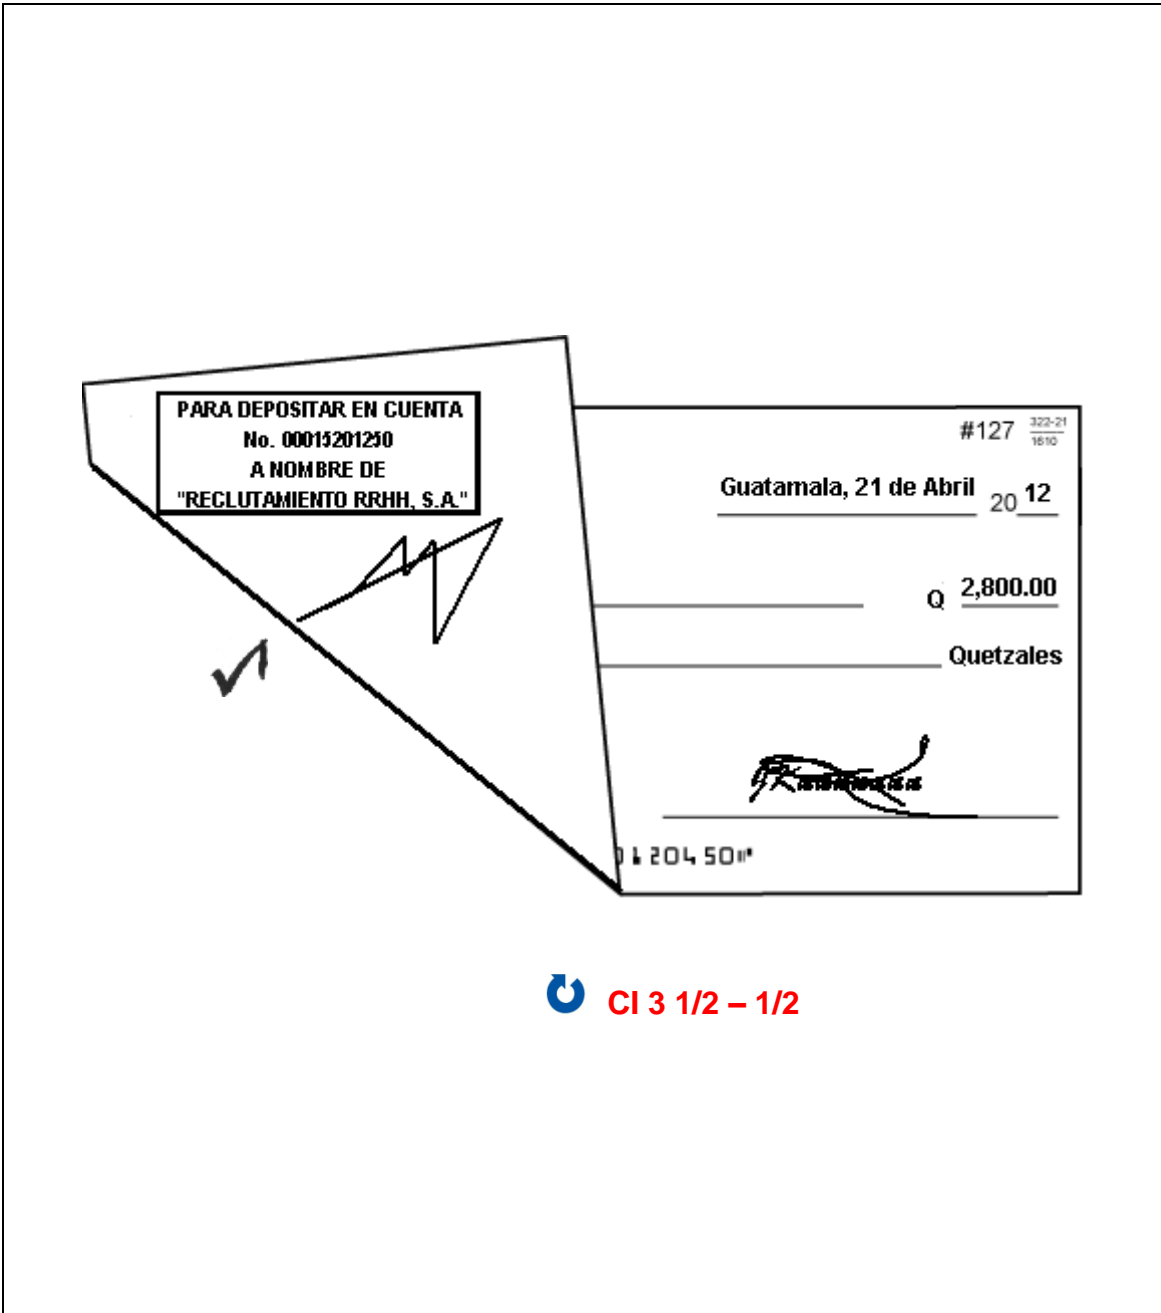 PARA DEPOSITAR EN CUENTA
No. 00015201250
A NOMBRE DE
"RECLUTAMIENTO RRHH, S.A."
#127 322-21
1610
Guatamala, 21 de Abril 20 12
Q 2,800.00
Quetzales
120450
CI 3 1/2 – 1/2